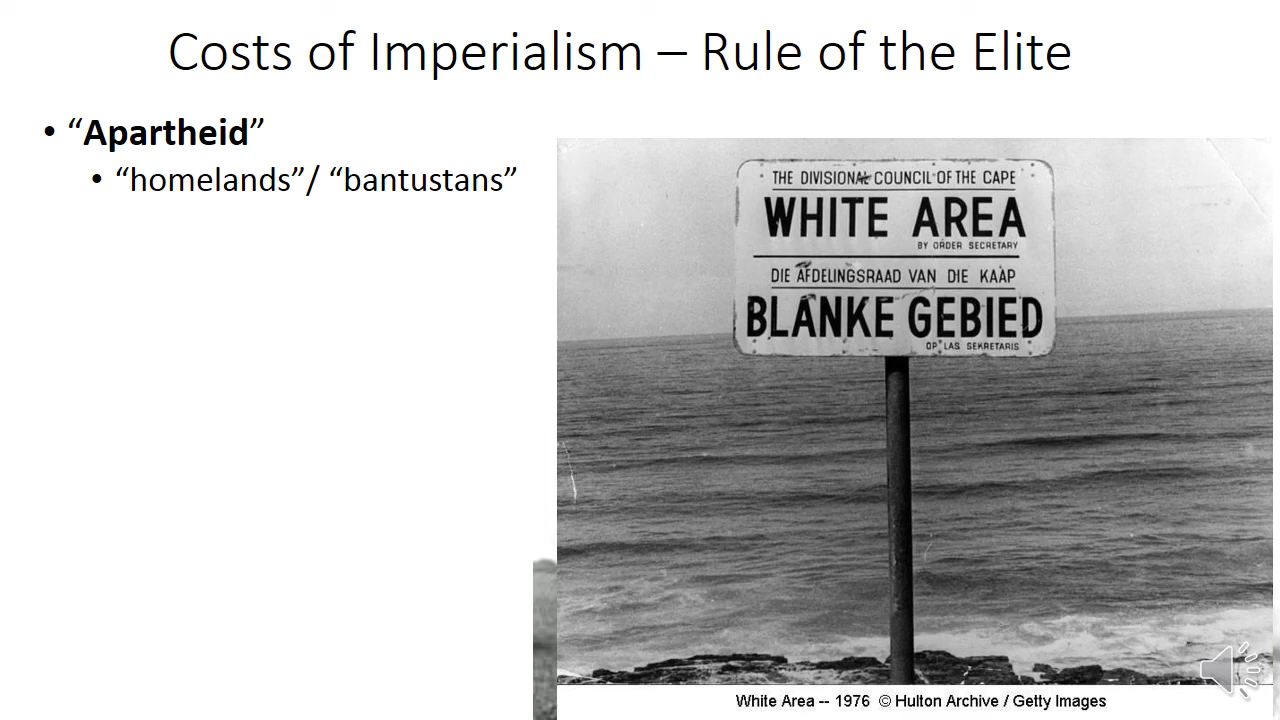 Costs of Imperialism – Rule of the Elite
• “Apartheid”
• “homelands”/ “bantustans”
THE DIVISIONAL COUNCIL OF THE CAPE
WHITE AREA
BY ORDER SECRETARY
DIE AFDELINGSRAAD VAN DIE KAAP
BLANKE GEBIED
OP LAS SEKRETARIS
White Area -- 1976 © Hulton Archive / Getty Images